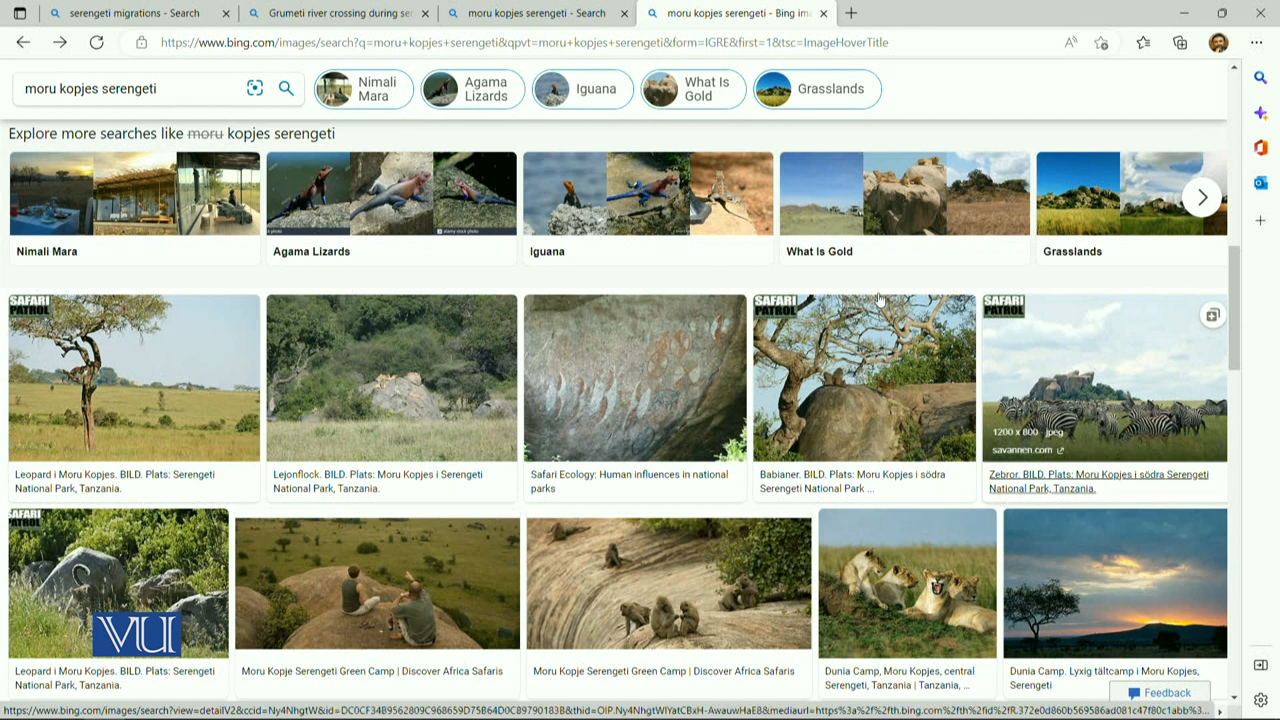 serengeti migrations - Search
Grumeti river crossing during ser
moru kopjes serengeti - Search
moru kopjes serengeti - Bing im
https://www.bing.com/images/search?q=moru+kopjes+serengeti&qpvt=moru+kopjes+serengeti&form=IGRE&first=1&tsc=ImageHoverTitle
moru kopjes serengeti
Nimali
Mara
Agama
Lizards
Iguana
What Is
Gold
Grasslands
Explore more searches like moru kopjes serengeti
Nimali Mara
Agama Lizards
Iguana
What Is Gold
Grasslands
SAFARI
PATROL
SAFARI
PATROL
SAFARI
PATROL
1200 x 800 jpeg
savannen.com
Leopard i Moru Kopjes. BILD. Plats: Serengeti
National Park, Tanzania.
Lejonflock. BILD. Plats: Moru Kopjes i Serengeti
National Park, Tanzania.
Safari Ecology: Human influences in national
parks
Babianer. BILD. Plats: Moru Kopjes i södra
Serengeti National Park ...
Zebror. BILD. Plats: Moru Kopjes i södra Serengeti
National Park, Tanzania.
SAFARI
PATROL
VU
Leopard i Moru Kopjes. BILD. Plats: Serengeti
National Park, Tanzania.
Moru Kopje Serengeti Green Camp | Discover Africa Safaris
Moru Kopje Serengeti Green Camp | Discover Africa Safaris
Dunia Camp, Moru Kopjes, central
Serengeti, Tanzania | Tanzania, ...
Dunia Camp. Lyxig tältcamp i Moru Kopjes,
Serengeti
Feedback